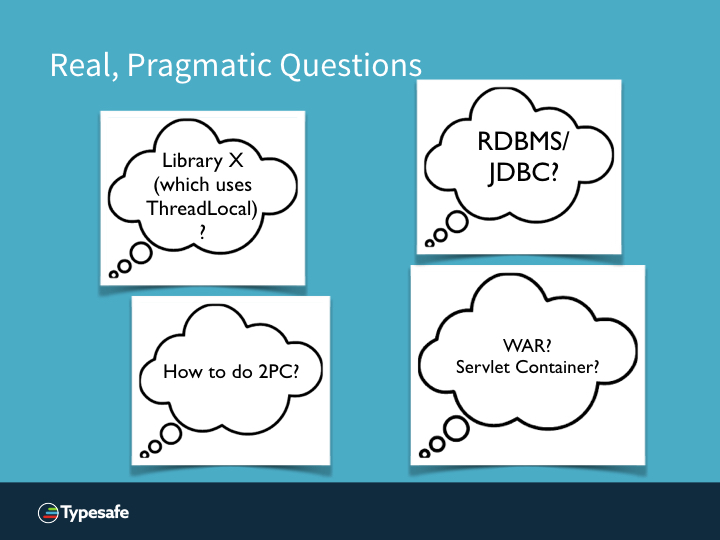 Real, Pragmatic Questions
Library X
(which uses
ThreadLocal)
?
RDBMS/
JDBC?
How to do 2PC?
WAR?
Servlet Container?
Typesafe